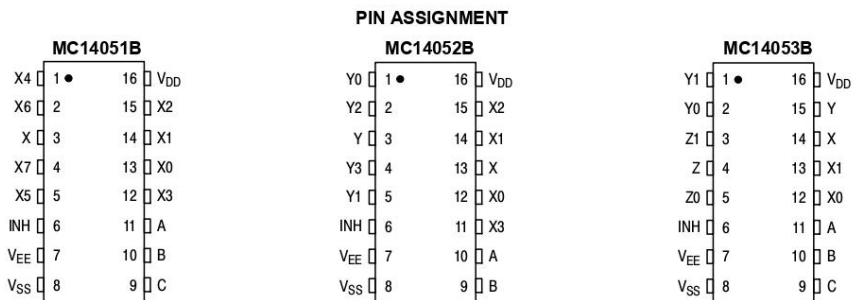 PIN ASSIGNMENT
MC14051B
X4 1 16 VDD
X6 2 15 X2
X 3 14 X1
X7 4 13 X0
X5 5 12 X3
INH 6 11 A
VEE 7 10 B
VSS 8 9 C
MC14052B
Y0 1 16 VDD
Y2 2 15 X2
Y 3 14 X1
Y3 4 13 X
Y1 5 12 X0
INH 6 11 X3
VEE 7 10 A
VSS 8 9 B
MC14053B
Y1 1 16 VDD
Y0 2 15 Y
Z1 3 14 X
Z 4 13 X1
Z0 5 12 X0
INH 6 11 A
VEE 7 10 B
VSS 8 9 C